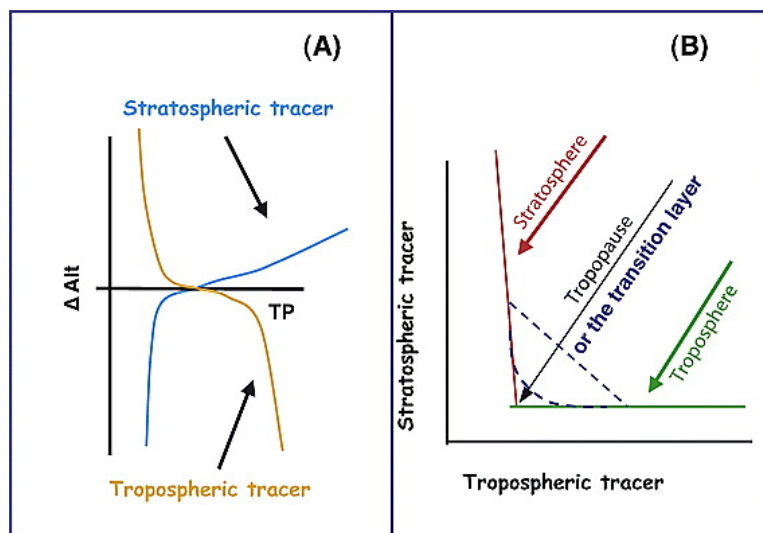 (A)
Stratospheric tracer
Δ Alt
TP
Tropospheric tracer
(B)
Stratosphere
Tropopause
or the transition layer
Troposphere
Stratospheric tracer
Tropospheric tracer